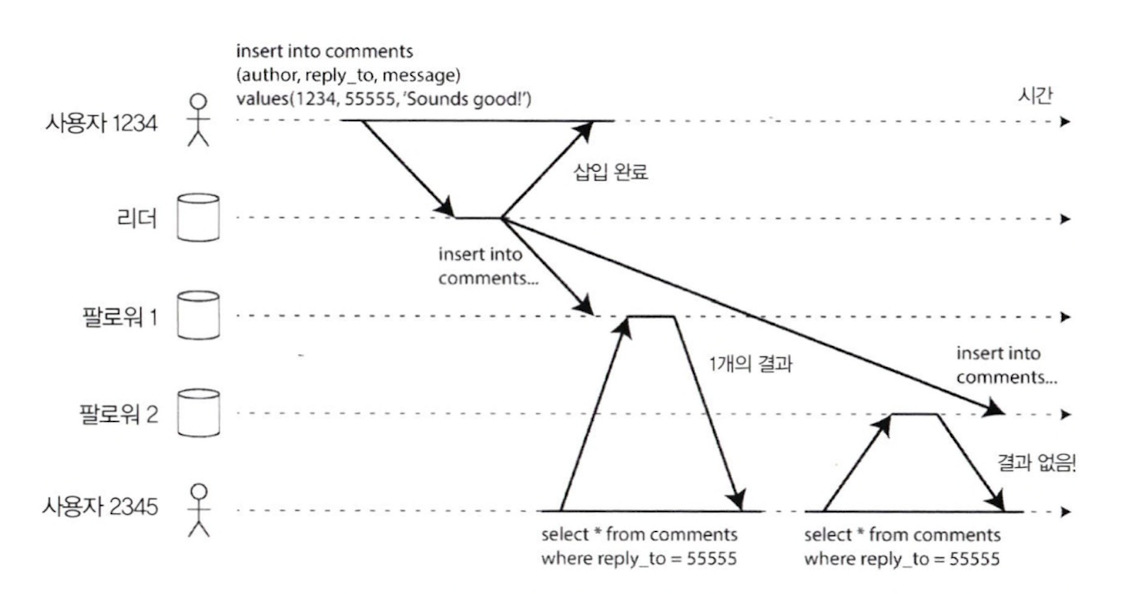 insert into comments
(author, reply_to, message)
values(1234, 55555, 'Sounds good!')
시간
사용자 1234
삽입 완료
리더
insert into
comments...
팔로워 1
1개의 결과
insert into
comments...
팔로워 2
결과 없음!
사용자 2345
select * from comments
where reply_to = 55555
select * from comments
where reply_to = 55555